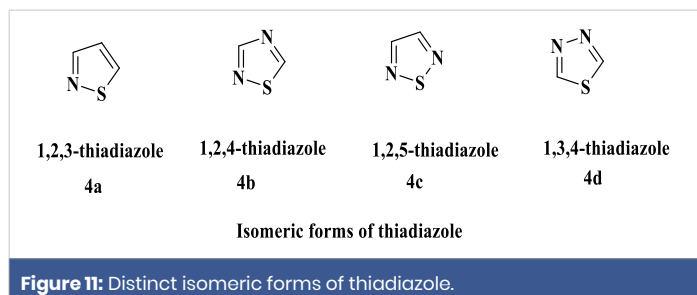 N S
N N S
N N S
N N S
1,2,3-thiadiazole 1,2,4-thiadiazole 1,2,5-thiadiazole 1,3,4-thiadiazole
4a 4b 4c 4d
Isomeric forms of thiadiazole
Figure 11: Distinct isomeric forms of thiadiazole.